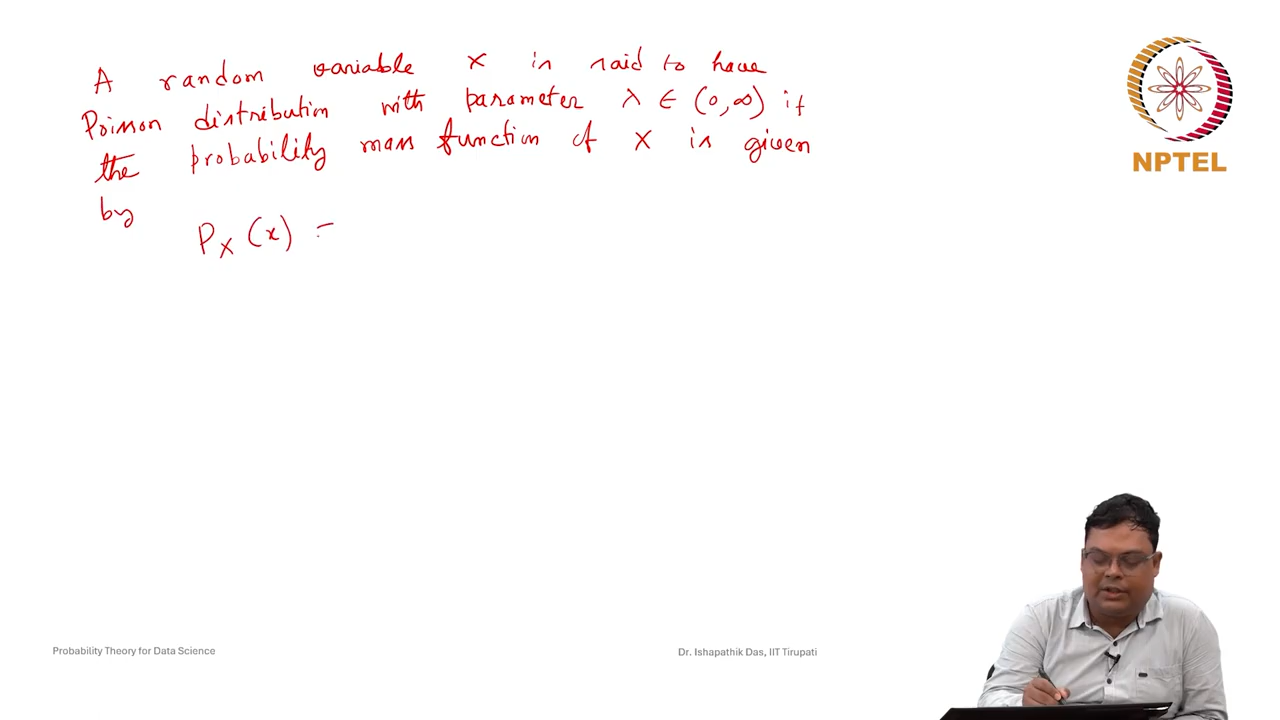 A random variable X is said to have
Poisson distribution with parameter λ ∈ (0,∞) if
the probability mass function of X is given
by
P_X (x) =
NPTEL
Probability Theory for Data Science
Dr. Ishapathik Das, IIT Tirupati